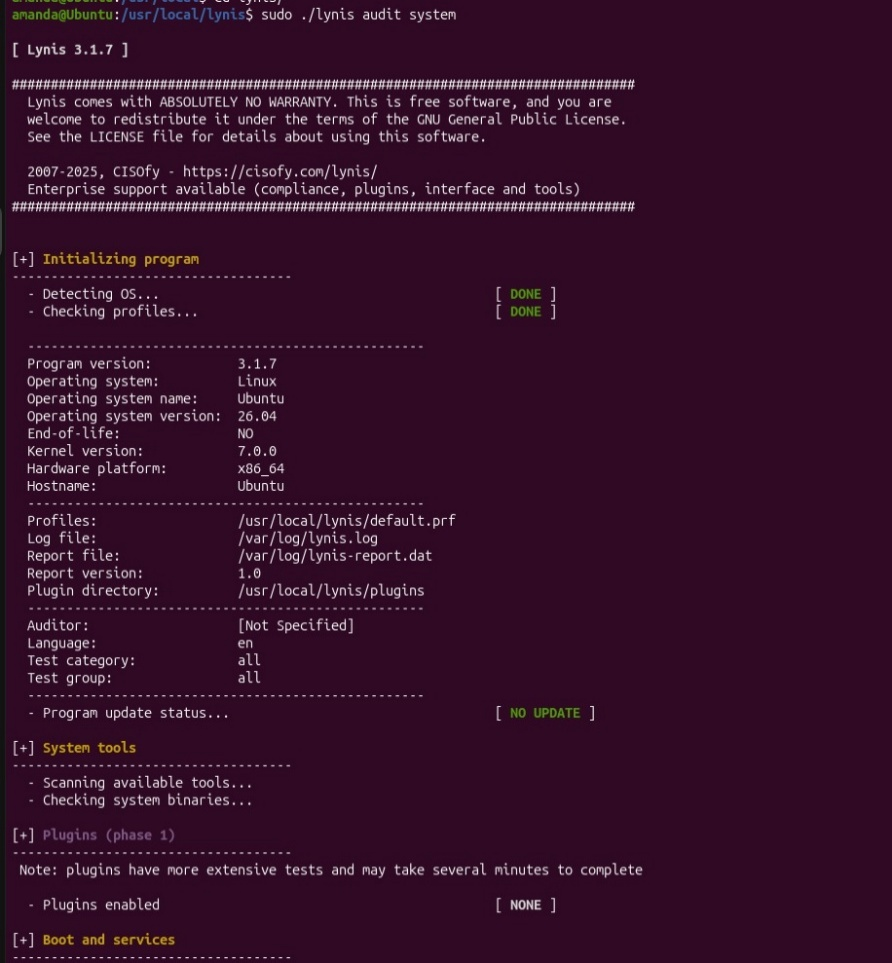 amanda@Ubuntu:/usr/local/lynis$ sudo ./lynis audit system
[ Lynis 3.1.7 ]
################################################################################
Lynis comes with ABSOLUTELY NO WARRANTY. This is free software, and you are
welcome to redistribute it under the terms of the GNU General Public License.
See the LICENSE file for details about using this software.
2007-2025, CISOfy - https://cisofy.com/lynis/
Enterprise support available (compliance, plugins, interface and tools)
################################################################################
[+] Initializing program
------------------------------------
- Detecting OS... [ DONE ]
- Checking profiles... [ DONE ]
---------------------------------------------------
Program version: 3.1.7
Operating system: Linux
Operating system name: Ubuntu
Operating system version: 26.04
End-of-life: NO
Kernel version: 7.0.0
Hardware platform: x86_64
Hostname: Ubuntu
---------------------------------------------------
Profiles: /usr/local/lynis/default.prf
Log file: /var/log/lynis.log
Report file: /var/log/lynis-report.dat
Report version: 1.0
Plugin directory: /usr/local/lynis/plugins
---------------------------------------------------
Auditor: [Not Specified]
Language: en
Test category: all
Test group: all
---------------------------------------------------
- Program update status... [ NO UPDATE ]
[+] System tools
------------------------------------
- Scanning available tools...
- Checking system binaries...
[+] Plugins (phase 1)
------------------------------------
Note: plugins have more extensive tests and may take several minutes to complete
- Plugins enabled [ NONE ]
[+] Boot and services
------------------------------------